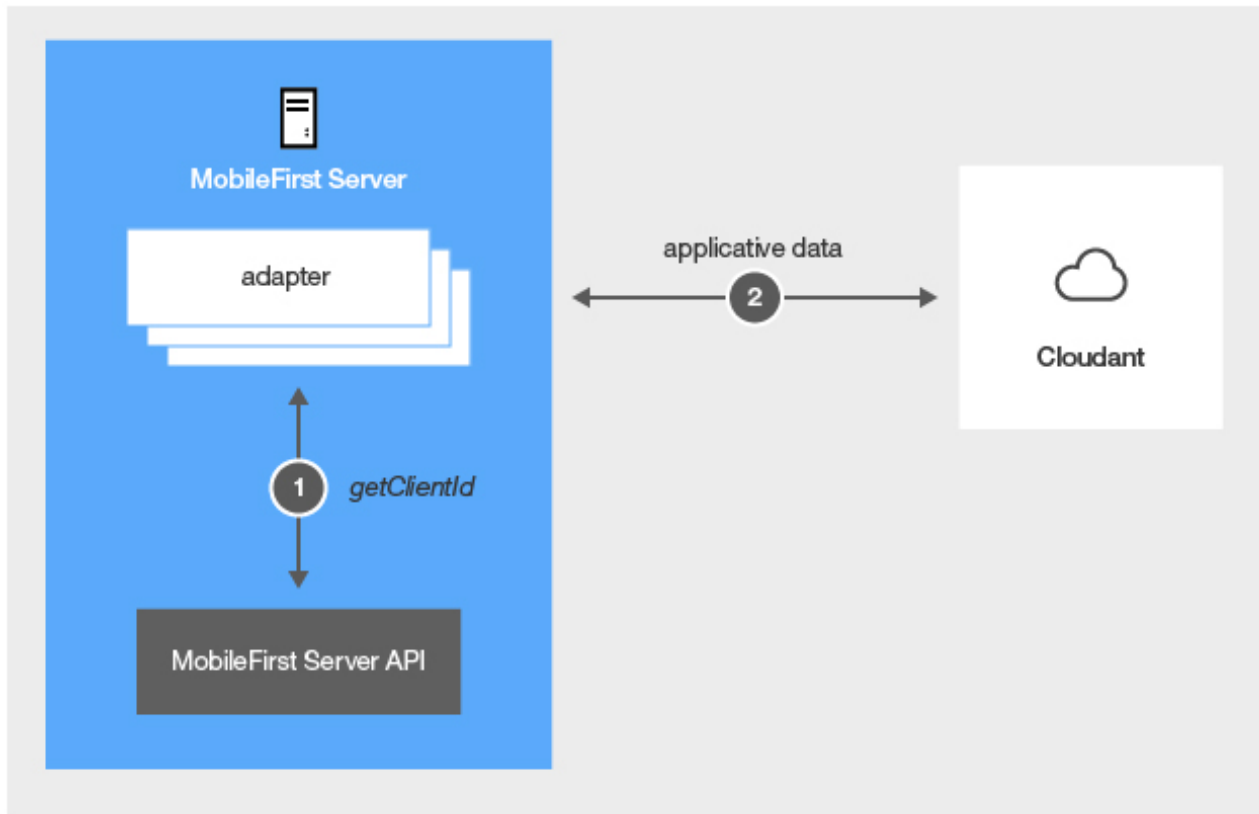 MobileFirst Server
adapter
applicative data
2
Cloudant
1
getClientId
MobileFirst Server API